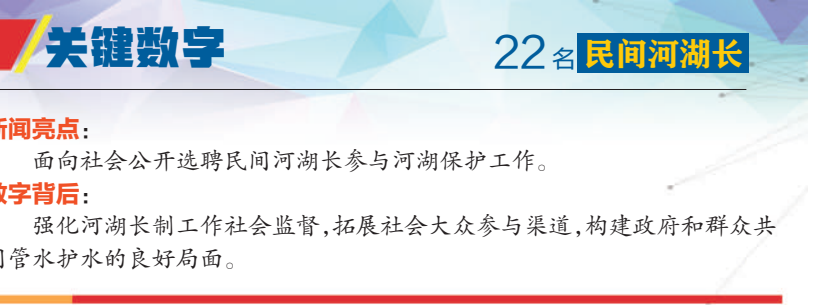 关键数字
22名民间河湖长
新闻亮点：
面向社会公开选聘民间河湖长参与河湖保护工作。
数字背后：
强化河湖长制工作社会监督，拓展社会大众参与渠道，构建政府和群众共
同管水护水的良好局面。